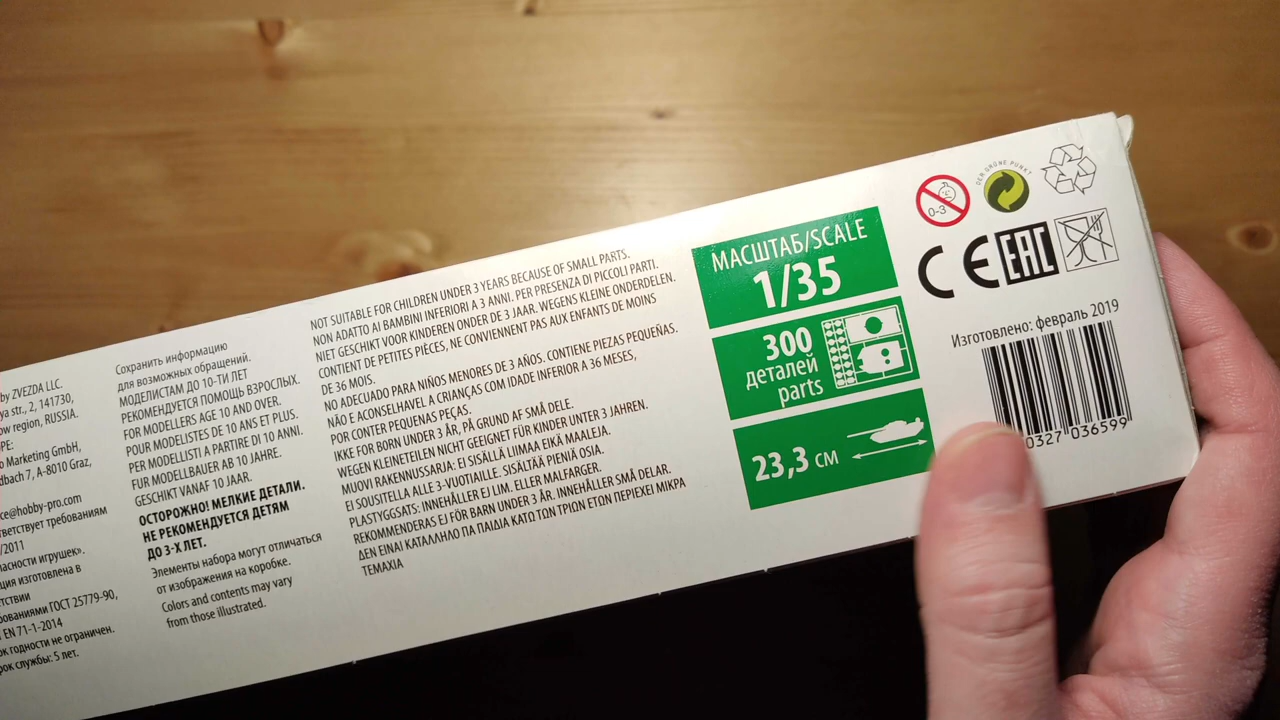 by ZVEZDA LLC.
str., 2, 141730,
region, RUSSIA.
Marketing GmbH,
7, A-8010 Graz,
@hobby-pro.com
требованиям
/2011
игрушек».
изготовлена в
ГОСТ 25779-90,
EN 71-1-2014
годности не ограничен.
службы: 5 лет.
Сохранить информацию
для возможных обращений.
МОДЕЛИСТАМ ДО 10-ТИ ЛЕТ
РЕКОМЕНДУЕТСЯ ПОМОЩЬ ВЗРОСЛЫХ.
FOR MODELLERS AGE 10 AND OVER.
POUR MODELISTES DE 10 ANS ET PLUS.
PER MODELLISTI A PARTIRE DI 10 ANNI.
FUR MODELLBAUER AB 10 JAHRE.
GESCHIKT VANAF 10 JAAR.
ОСТОРОЖНО! МЕЛКИЕ ДЕТАЛИ.
НЕ РЕКОМЕНДУЕТСЯ ДЕТЯМ
ДО 3-Х ЛЕТ.
Элементы набора могут отличаться
от изображения на коробке.
Colors and contents may vary
from those illustrated.
NOT SUITABLE FOR CHILDREN UNDER 3 YEARS BECAUSE OF SMALL PARTS.
NON ADATTO AI BAMBINI INFERIORI A 3 ANNI. PER PRESENZA DI PICCOLI PARTI.
NIET GESCHIKT VOOR KINDEREN ONDER DE 3 JAAR. WEGENS KLEINE ONDERDELEN.
CONTIENT DE PETITES PIÈCES, NE CONVIENNENT PAS AUX ENFANTS DE MOINS
DE 36 MOIS.
NO ADECUADO PARA NIÑOS MENORES DE 3 AÑOS. CONTIENE PIEZAS PEQUEÑAS.
NÃO E ACONSELHAVEL A CRIANÇAS COM IDADE INFERIOR A 36 MESES,
POR CONTER PEQUENAS PEÇAS.
IKKE FOR BORN UNDER 3 ÅR, PÅ GRUND AF SMÅ DELE.
WEGEN KLEINTEILEN NICHT GEEIGNET FÜR KINDER UNTER 3 JAHREN.
MUOVI RAKENNUSSARJA: EI SISÄLLÄ LIIMAA EIKÄ MAALEJA.
EI SOUSITELLA ALLE 3-VUOTIAILLE. SISÄLTÄÄ PIENIÄ OSIA.
PLASTYGGSATS: INNEHÅLLER EJ LIM. ELLER MALFARGER.
REKOMMENDERAS EJ FÖR BARN UNDER 3 ÅR. INNEHÅLLER SMÅ DELAR.
ΔΕΝ ΕΙΝΑΙ ΚΑΤΑΛΛΗΛΟ ΓΙΑ ΠΑΙΔΙΑ ΚΑΤΩ ΤΩΝ ΤΡΙΩΝ ΕΤΩΝ ΠΕΡΙΕΧΕΙ ΜΙΚΡΑ
ΤΕΜΑΧΙΑ
МАСШТАБ/SCALE
1/35
300
деталей
parts
23,3 см
0-3
DER GRÜNE PUNKT
CE EAC
Изготовлено: февраль 2019
0327 036599